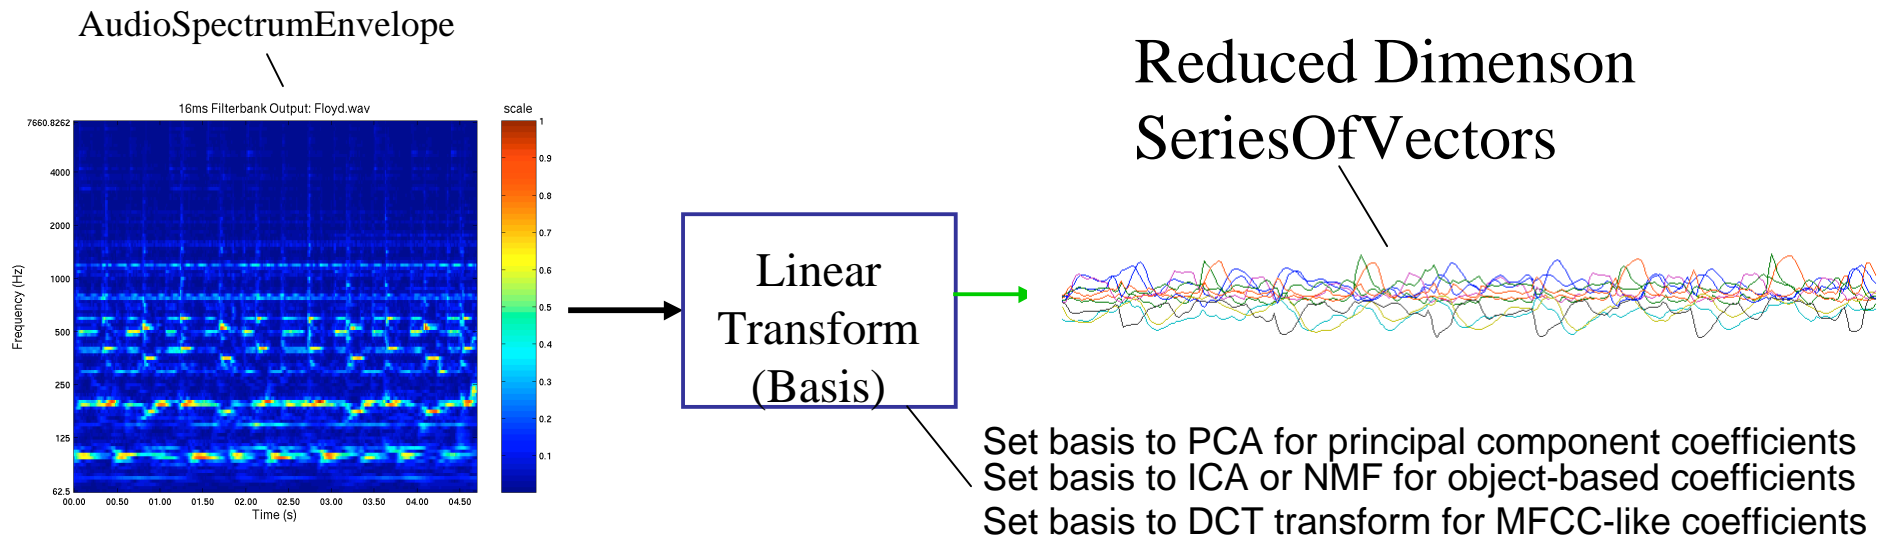 AudioSpectrumEnvelope
16ms Filterbank Output: Floyd.wav
scale
7660.8262
4000
2000
1000
500
250
125
62.5
Frequency (Hz)
00.00 00.50 01.00 01.50 02.00 02.50 03.00 03.50 04.00 04.50
Time (s)
1
0.9
0.8
0.7
0.6
0.5
0.4
0.3
0.2
0.1
Linear
Transform
(Basis)
Reduced Dimenson
SeriesOfVectors
Set basis to PCA for principal component coefficients
Set basis to ICA or NMF for object-based coefficients
Set basis to DCT transform for MFCC-like coefficients